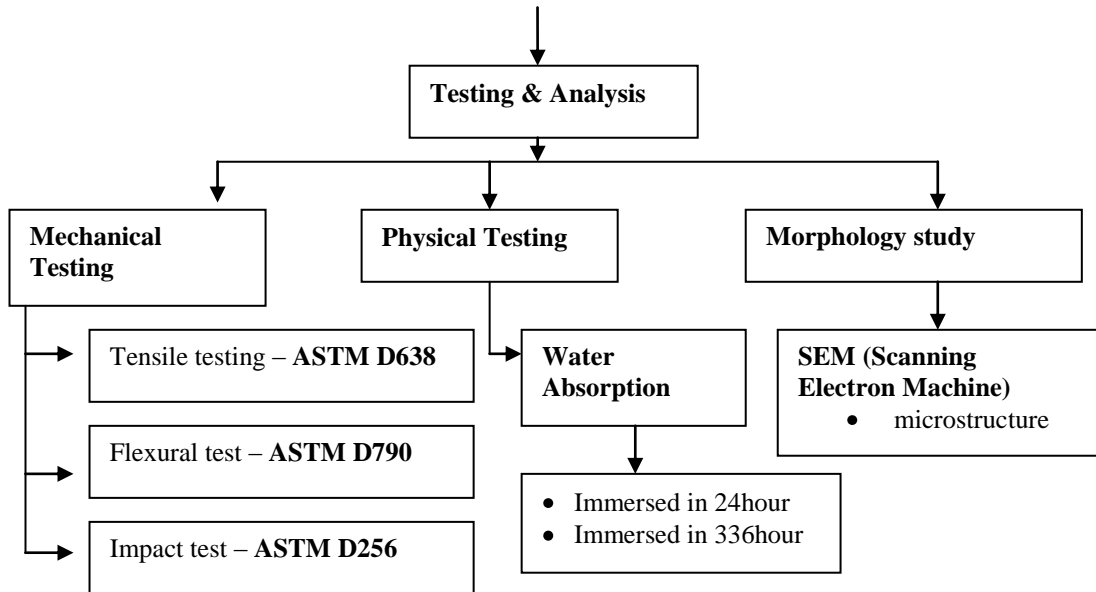 Testing & Analysis
Mechanical
Testing
Physical Testing
Morphology study
Tensile testing – ASTM D638
Flexural test – ASTM D790
Impact test – ASTM D256
Water
Absorption
• Immersed in 24hour
• Immersed in 336hour
SEM (Scanning
Electron Machine)
• microstructure